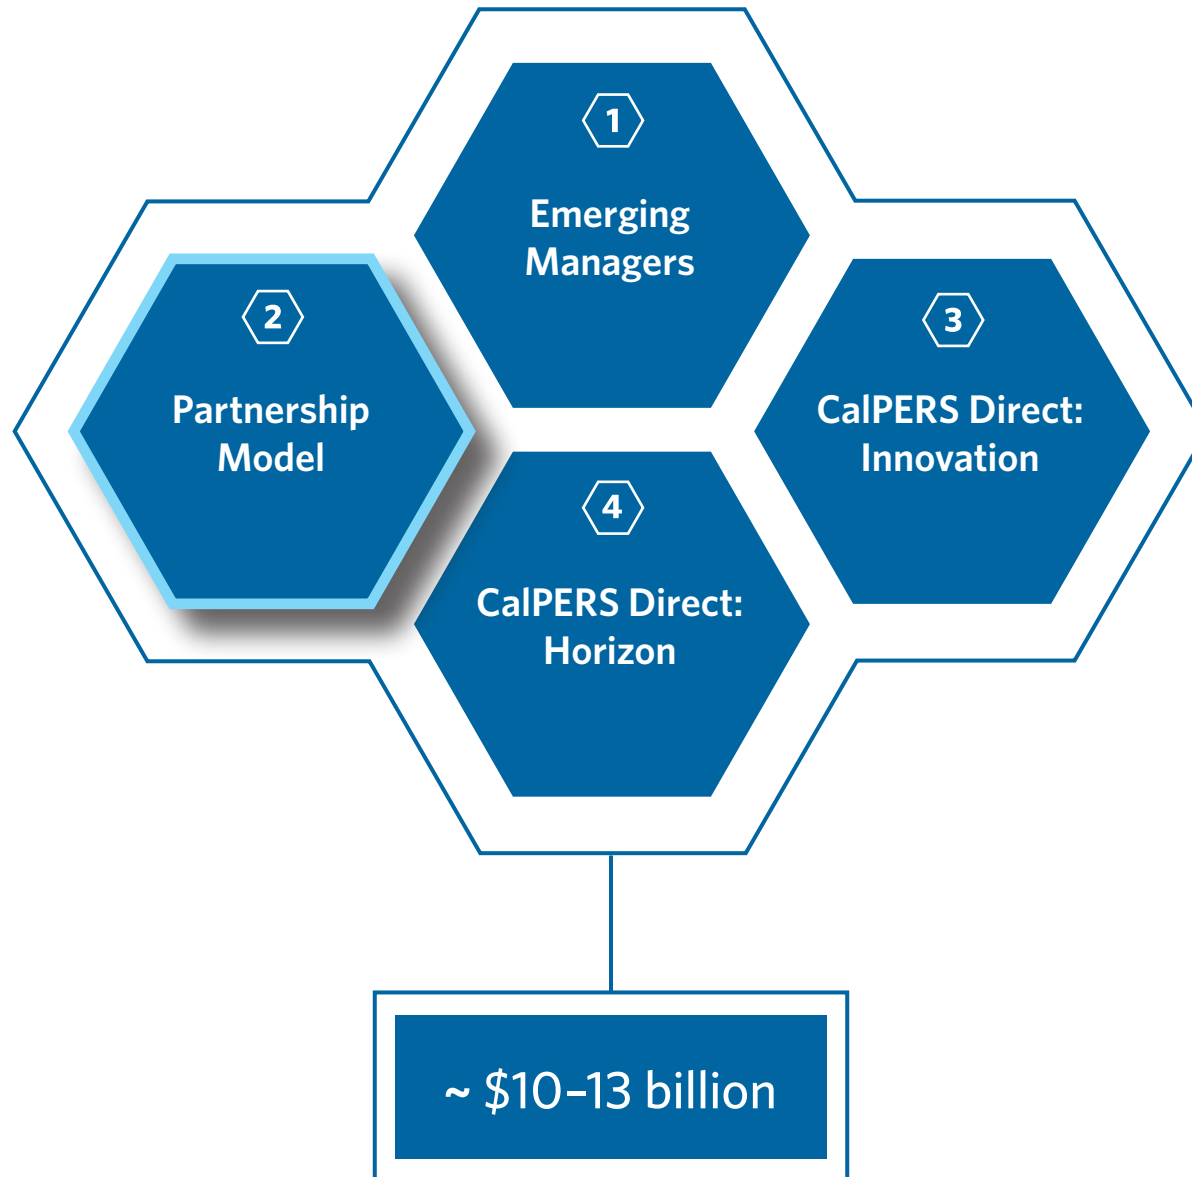 1
Emerging
Managers
2
Partnership
Model
3
CalPERS Direct:
Innovation
4
CalPERS Direct:
Horizon
~ $10–13 billion